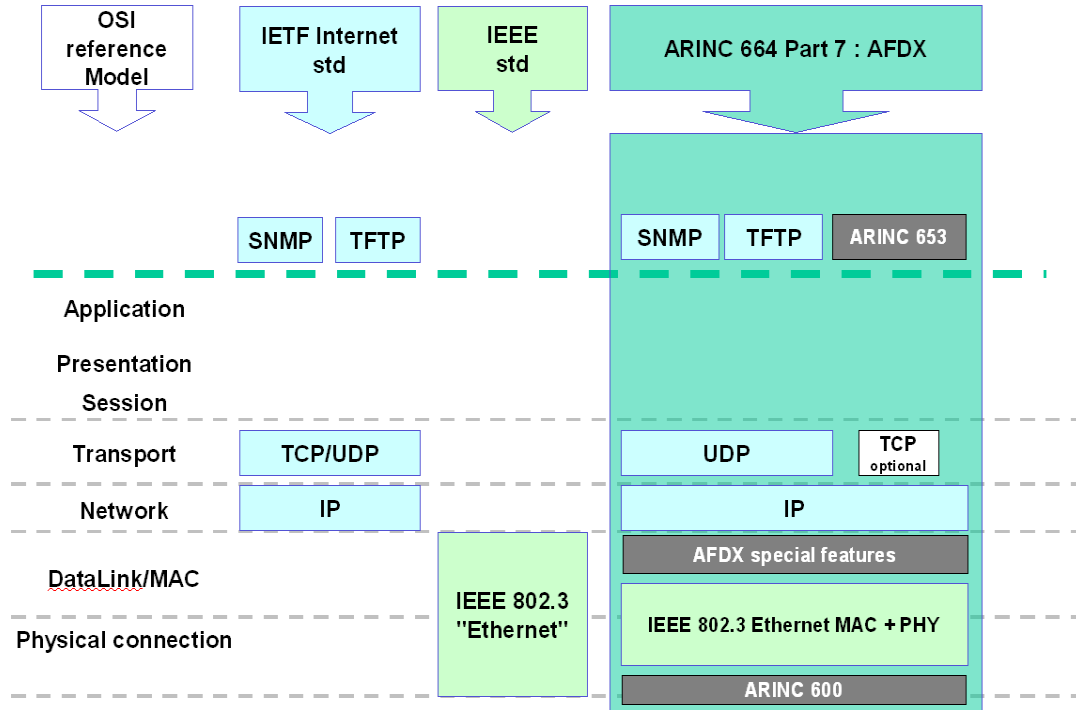 OSI
reference
Model
IETF Internet
std
IEEE
std
ARINC 664 Part 7 : AFDX
SNMP
TFTP
SNMP
TFTP
ARINC 653
Application
Presentation
Session
Transport
TCP/UDP
UDP
TCP
optional
Network
IP
IP
AFDX special features
DataLink/MAC
IEEE 802.3
"Ethernet"
IEEE 802.3 Ethernet MAC + PHY
Physical connection
ARINC 600